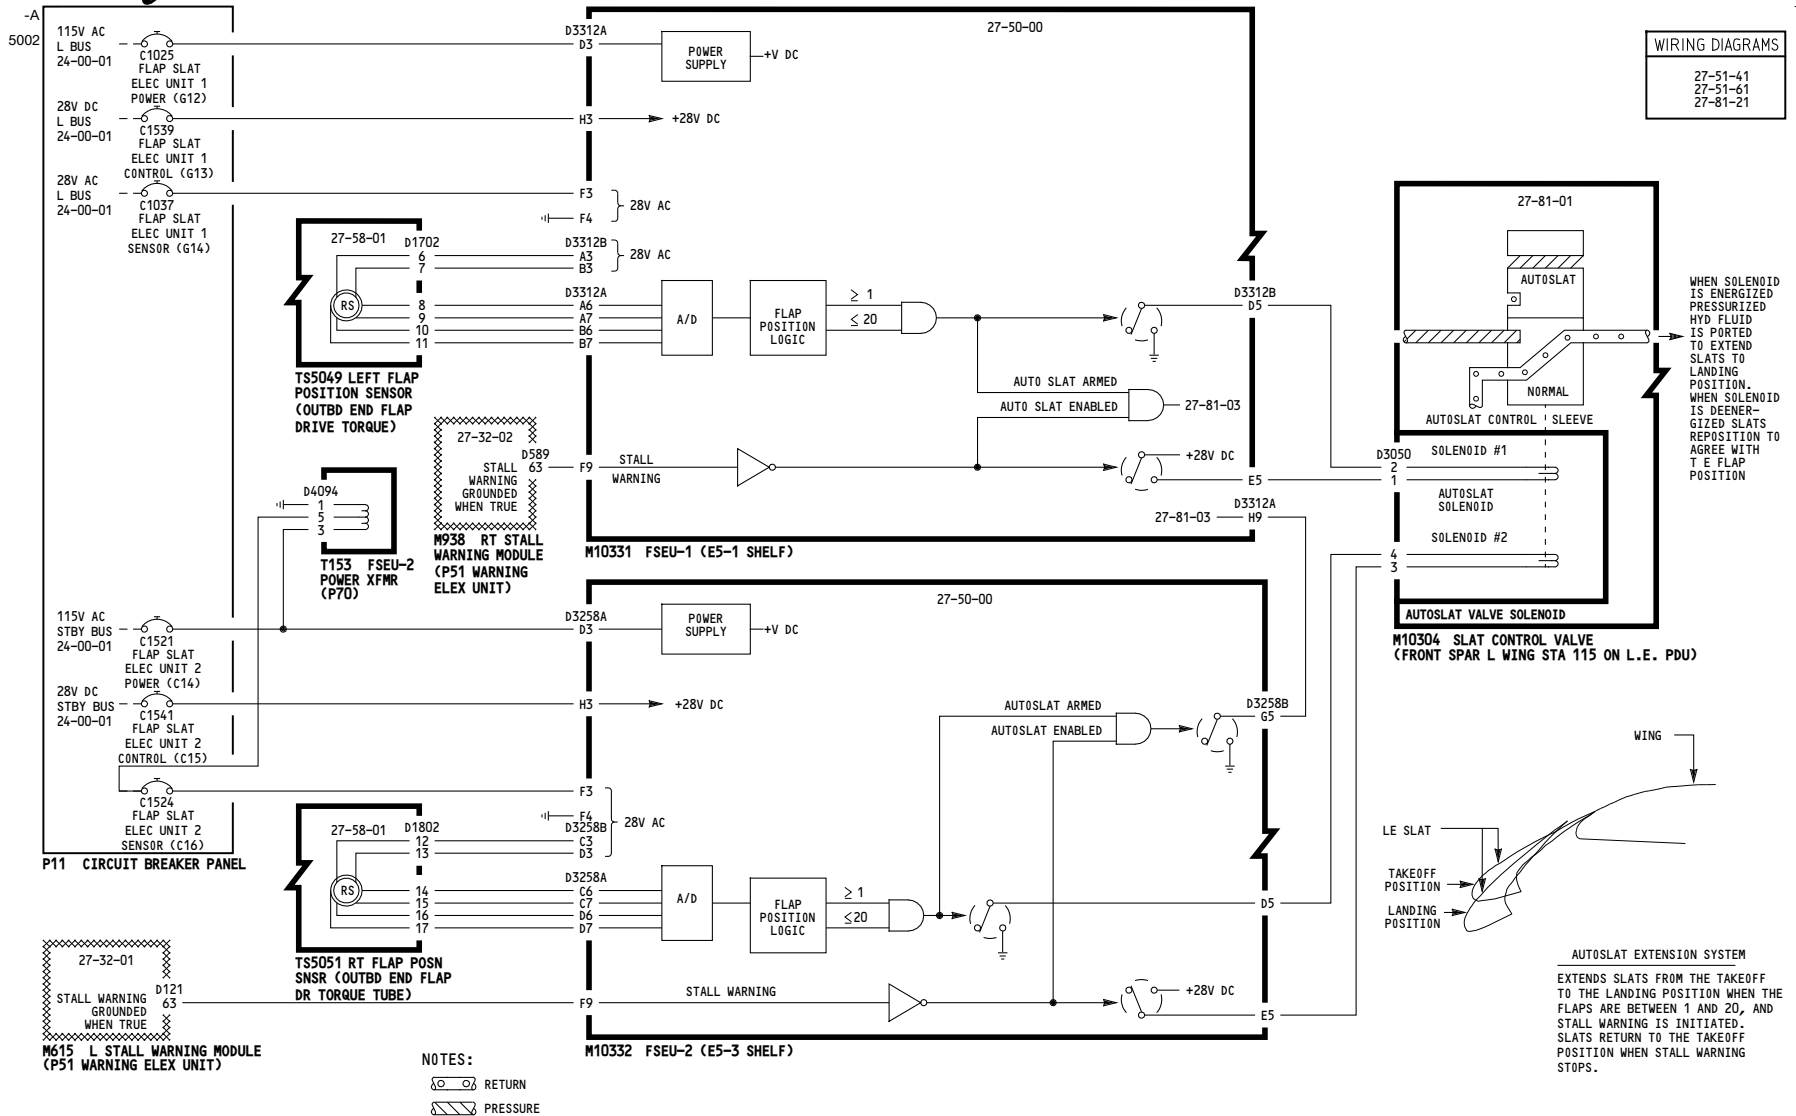 -A
5002
115V AC
L BUS
24-00-01
C1025
FLAP SLAT
ELEC UNIT 1
POWER (G12)
28V DC
L BUS
24-00-01
C1539
FLAP SLAT
ELEC UNIT 1
CONTROL (G13)
28V AC
L BUS
24-00-01
C1037
FLAP SLAT
ELEC UNIT 1
SENSOR (G14)
27-58-01
D1702
6
7
RS
8
9
10
11
TS5049 LEFT FLAP
POSITION SENSOR
(OUTBD END FLAP
DRIVE TORQUE)
27-32-02
D589
STALL 63
WARNING
GROUNDED
WHEN TRUE
M938 RT STALL
WARNING MODULE
(P51 WARNING
ELEX UNIT)
D4094
1
5
3
T153 FSEU-2
POWER XFMR
(P70)
27-50-00
D3312A
D3
POWER
SUPPLY
+V DC
H3
+28V DC
F3
F4
28V AC
D3312B
A3
B3
28V AC
D3312A
A6
A7
B6
B7
A/D
FLAP
POSITION
LOGIC
≥ 1
≤ 20
D3312B
D5
AUTO SLAT ARMED
AUTO SLAT ENABLED
27-81-03
F9
STALL
WARNING
+28V DC
E5
D3312A
27-81-03
H9
M10331 FSEU-1 (E5-1 SHELF)
WIRING DIAGRAMS
27-51-41
27-51-61
27-81-21
27-81-01
AUTOSLAT
NORMAL
AUTOSLAT CONTROL SLEEVE
D3050
SOLENOID #1
2
1
AUTOSLAT
SOLENOID
SOLENOID #2
4
3
AUTOSLAT VALVE SOLENOID
M10304 SLAT CONTROL VALVE
(FRONT SPAR L WING STA 115 ON L.E. PDU)
WHEN SOLENOID
IS ENERGIZED
PRESSURIZED
HYD FLUID
IS PORTED
TO EXTEND
SLATS TO
LANDING
POSITION.
WHEN SOLENOID
IS DEENER-
GIZED SLATS
REPOSITION TO
AGREE WITH
T E FLAP
POSITION
115V AC
STBY BUS
24-00-01
C1521
FLAP SLAT
ELEC UNIT 2
POWER (C14)
28V DC
STBY BUS
24-00-01
C1541
FLAP SLAT
ELEC UNIT 2
CONTROL (C15)
C1524
FLAP SLAT
ELEC UNIT 2
SENSOR (C16)
P11 CIRCUIT BREAKER PANEL
27-58-01
D1802
12
13
RS
14
15
16
17
TS5051 RT FLAP POSN
SNSR (OUTBD END FLAP
DR TORQUE TUBE)
27-32-01
D121
STALL WARNING 63
GROUNDED
WHEN TRUE
M615 L STALL WARNING MODULE
(P51 WARNING ELEX UNIT)
27-50-00
D3258A
D3
POWER
SUPPLY
+V DC
H3
+28V DC
AUTOSLAT ARMED
AUTOSLAT ENABLED
D3258B
G5
F3
F4
D3258B
C3
D3
28V AC
D3258A
C6
C7
D6
D7
A/D
FLAP
POSITION
LOGIC
≥ 1
≤20
D5
F9
STALL WARNING
+28V DC
E5
M10332 FSEU-2 (E5-3 SHELF)
WING
LE SLAT
TAKEOFF
POSITION
LANDING
POSITION
AUTOSLAT EXTENSION SYSTEM
EXTENDS SLATS FROM THE TAKEOFF
TO THE LANDING POSITION WHEN THE
FLAPS ARE BETWEEN 1 AND 20, AND
STALL WARNING IS INITIATED.
SLATS RETURN TO THE TAKEOFF
POSITION WHEN STALL WARNING
STOPS.
NOTES:
RETURN
PRESSURE